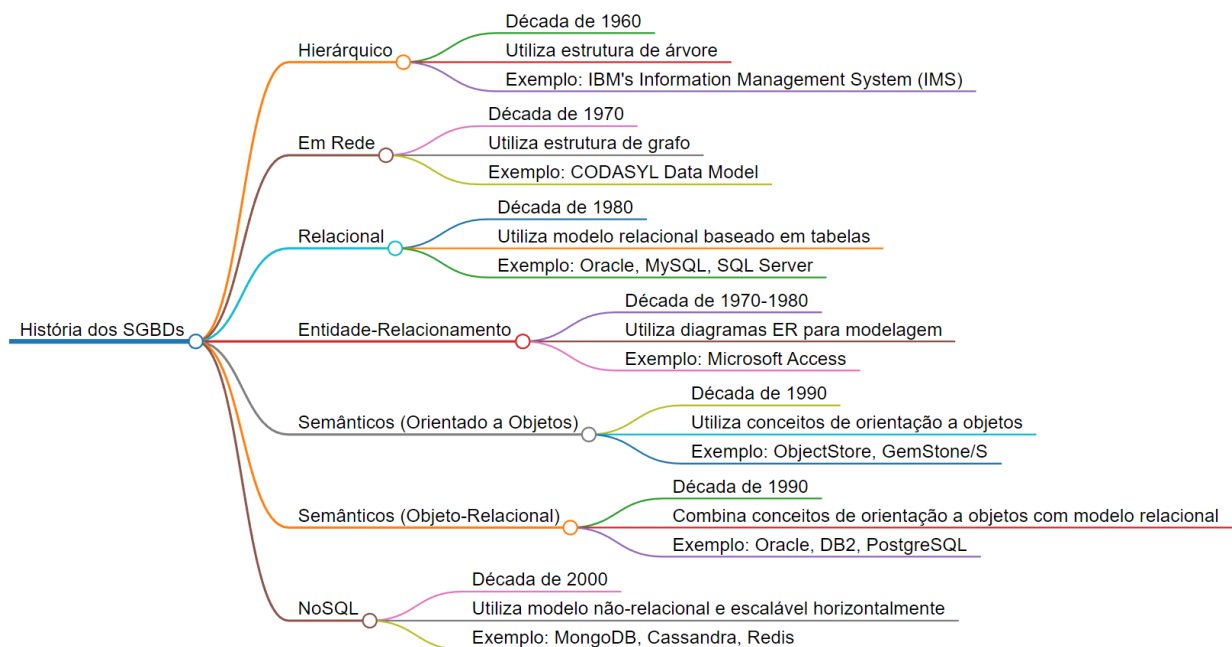 História dos SGBDs
Hierárquico
Década de 1960
Utiliza estrutura de árvore
Exemplo: IBM's Information Management System (IMS)
Em Rede
Década de 1970
Utiliza estrutura de grafo
Exemplo: CODASYL Data Model
Relacional
Década de 1980
Utiliza modelo relacional baseado em tabelas
Exemplo: Oracle, MySQL, SQL Server
Entidade-Relacionamento
Década de 1970-1980
Utiliza diagramas ER para modelagem
Exemplo: Microsoft Access
Semânticos (Orientado a Objetos)
Década de 1990
Utiliza conceitos de orientação a objetos
Exemplo: ObjectStore, GemStone/S
Semânticos (Objeto-Relacional)
Década de 1990
Combina conceitos de orientação a objetos com modelo relacional
Exemplo: Oracle, DB2, PostgreSQL
NoSQL
Década de 2000
Utiliza modelo não-relacional e escalável horizontalmente
Exemplo: MongoDB, Cassandra, Redis